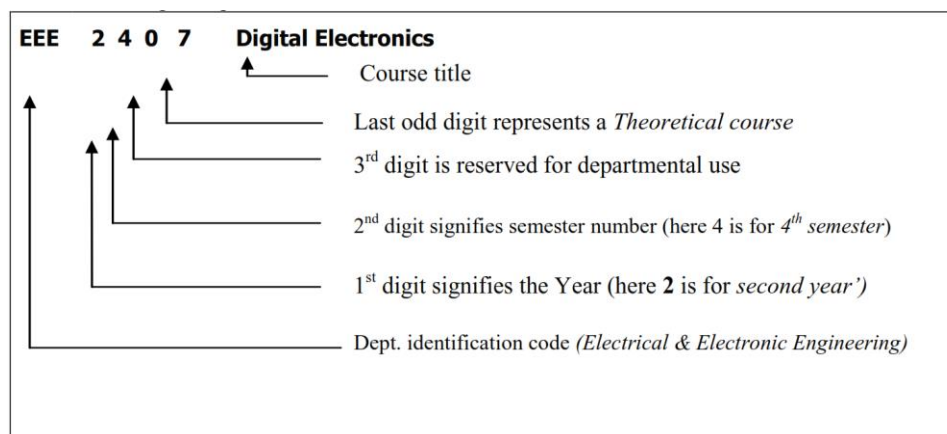 EEE 2 4 0 7 Digital Electronics
Course title
Last odd digit represents a Theoretical course
3rd digit is reserved for departmental use
2nd digit signifies semester number (here 4 is for 4th semester)
1st digit signifies the Year (here 2 is for second year’)
Dept. identification code (Electrical & Electronic Engineering)